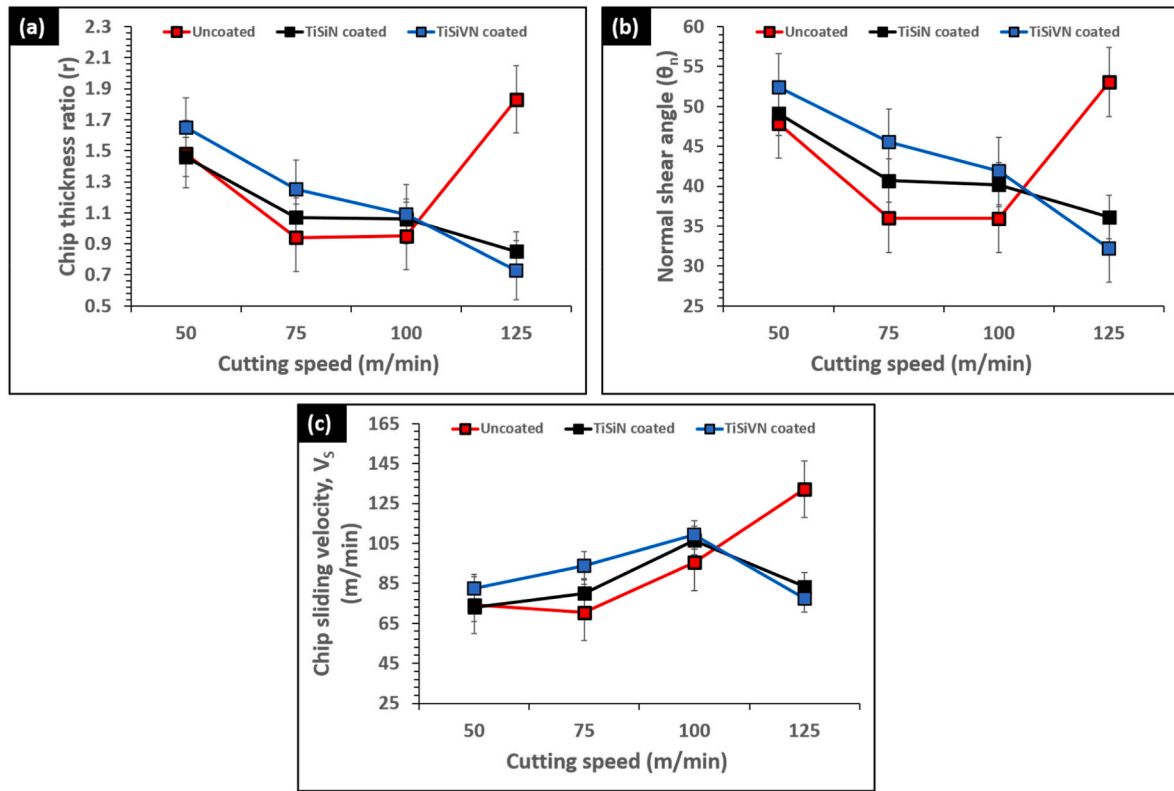 (a)
Uncoated TiSiN coated TiSiVN coated
Chip thickness ratio (r)
2.3
2.1
1.9
1.7
1.5
1.3
1.1
0.9
0.7
0.5
50 75 100 125
Cutting speed (m/min)
(b)
Uncoated TiSiN coated TiSiVN coated
Normal shear angle (θn)
60
55
50
45
40
35
30
25
50 75 100 125
Cutting speed (m/min)
(c)
Uncoated TiSiN coated TiSiVN coated
Chip sliding velocity, VS
(m/min)
165
145
125
105
85
65
45
25
50 75 100 125
Cutting speed (m/min)